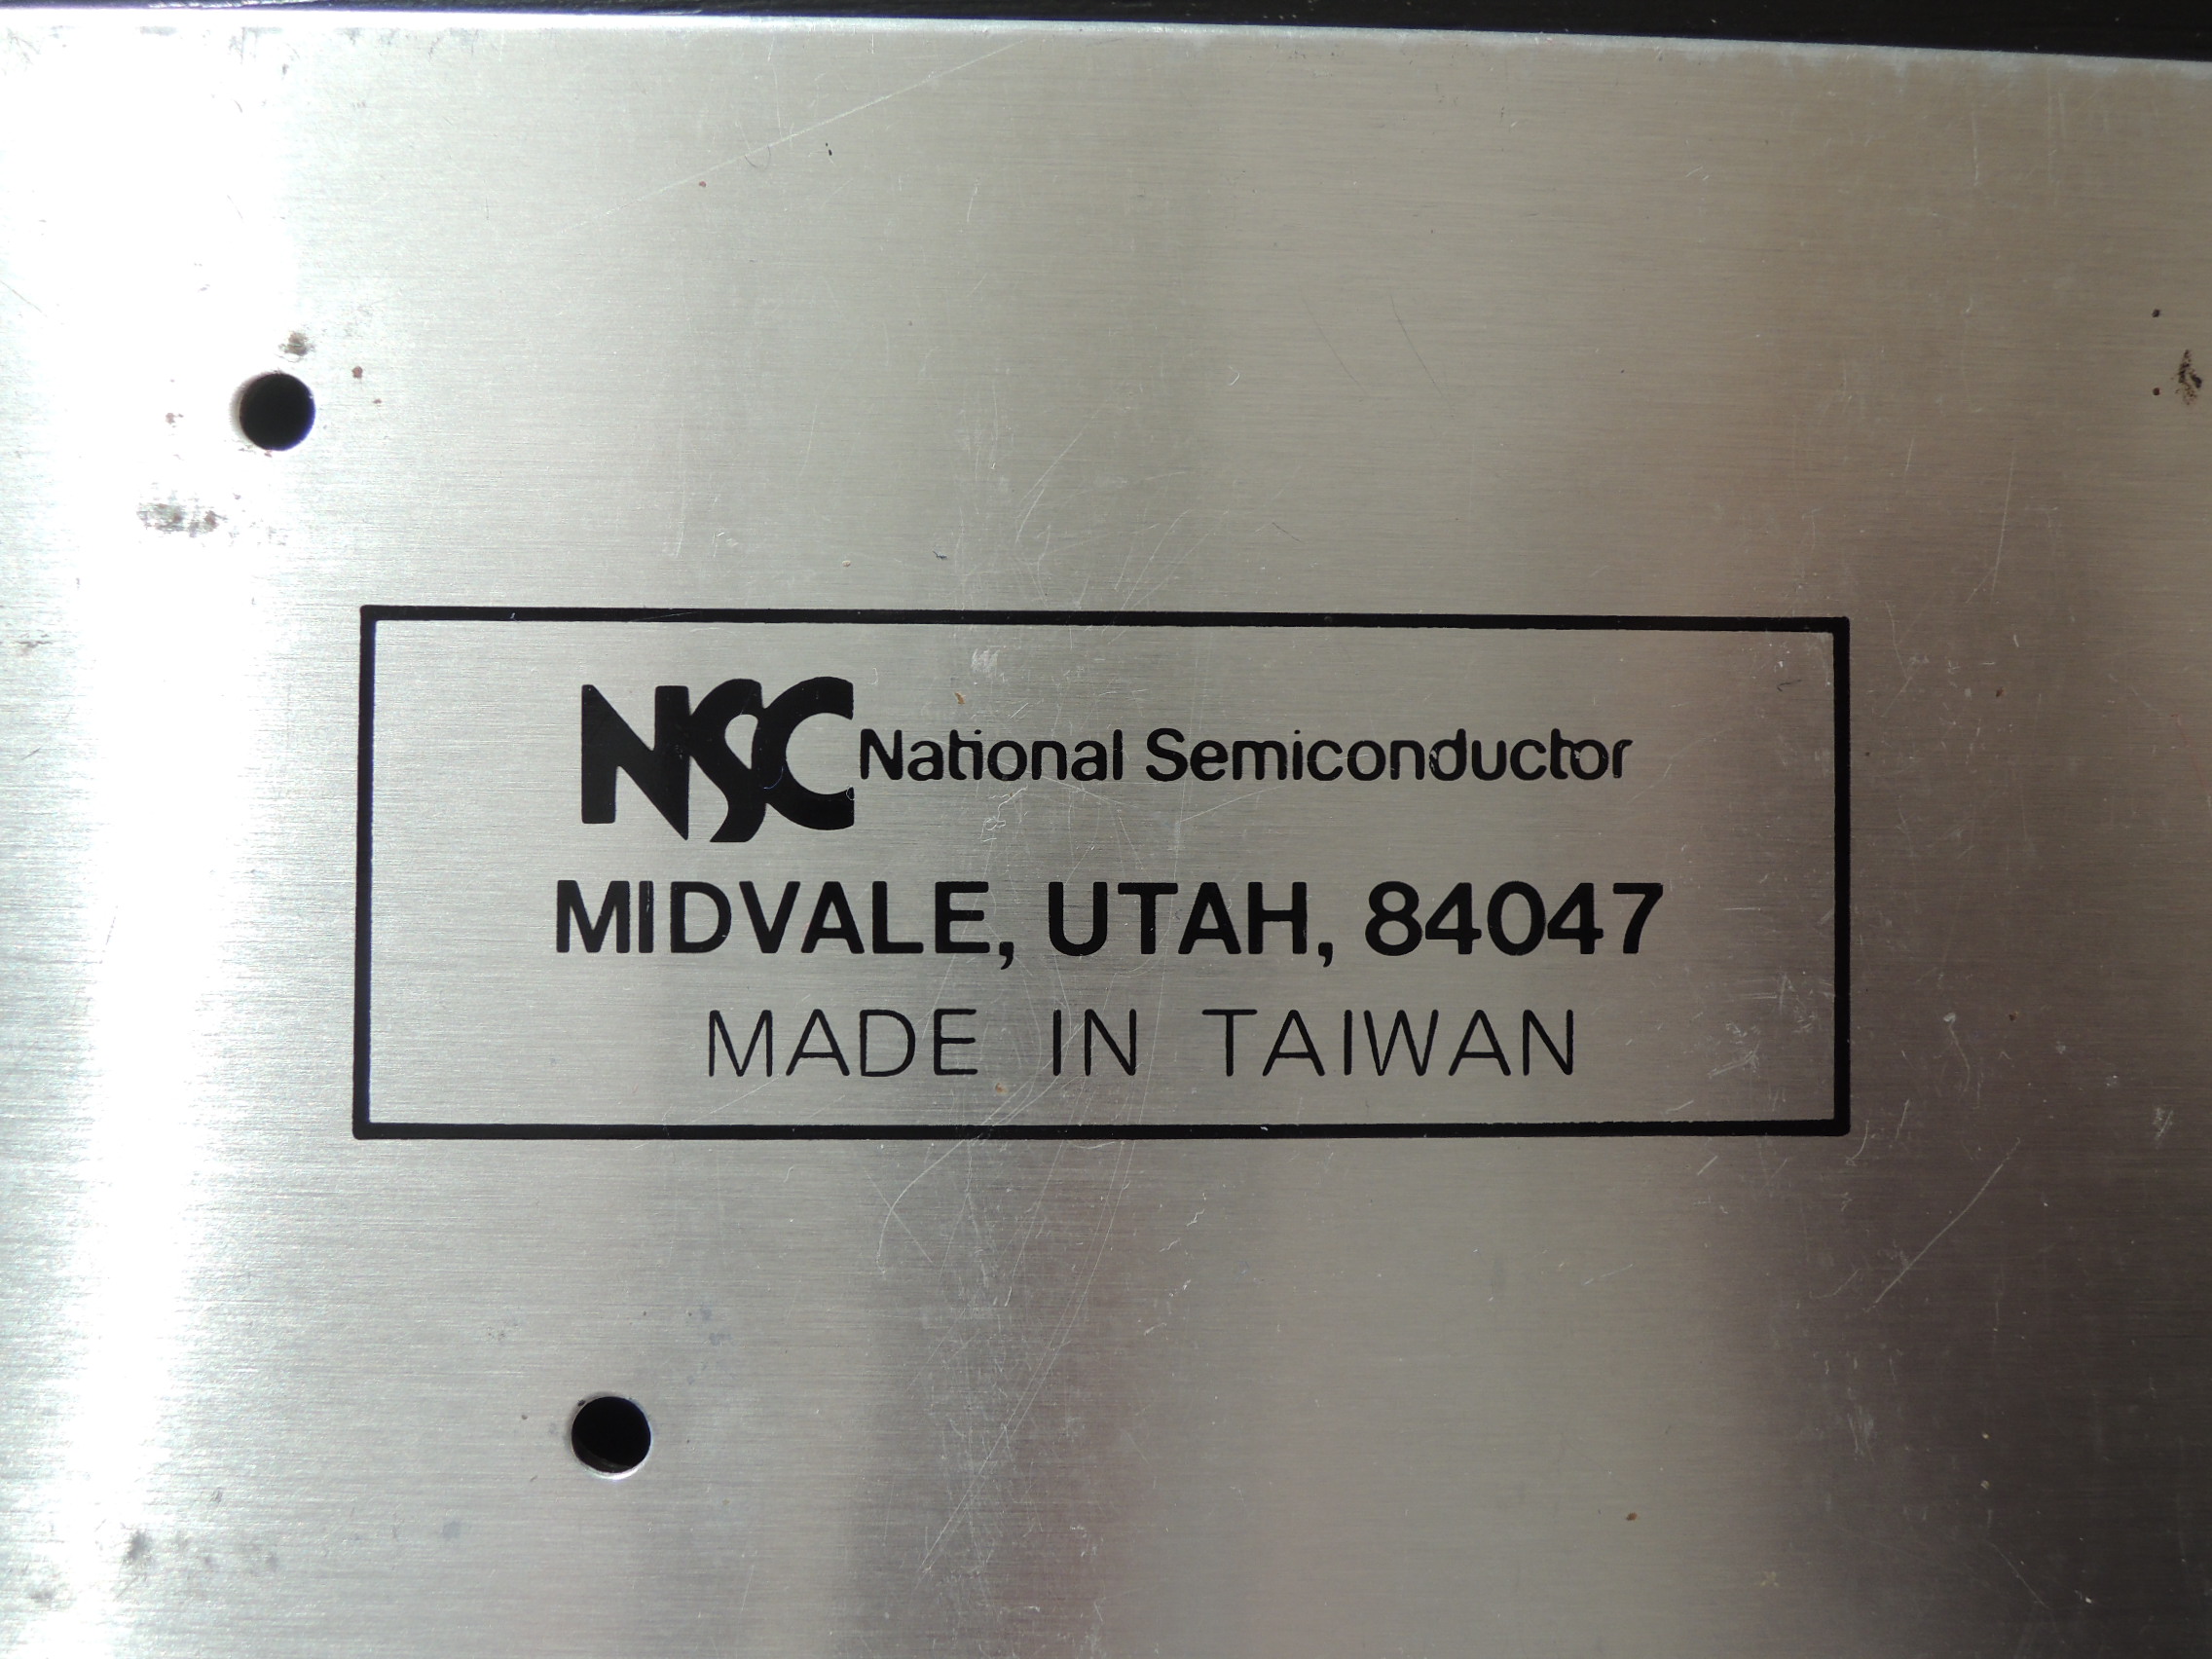 NSC National Semiconductor
MIDVALE, UTAH, 84047
MADE IN TAIWAN